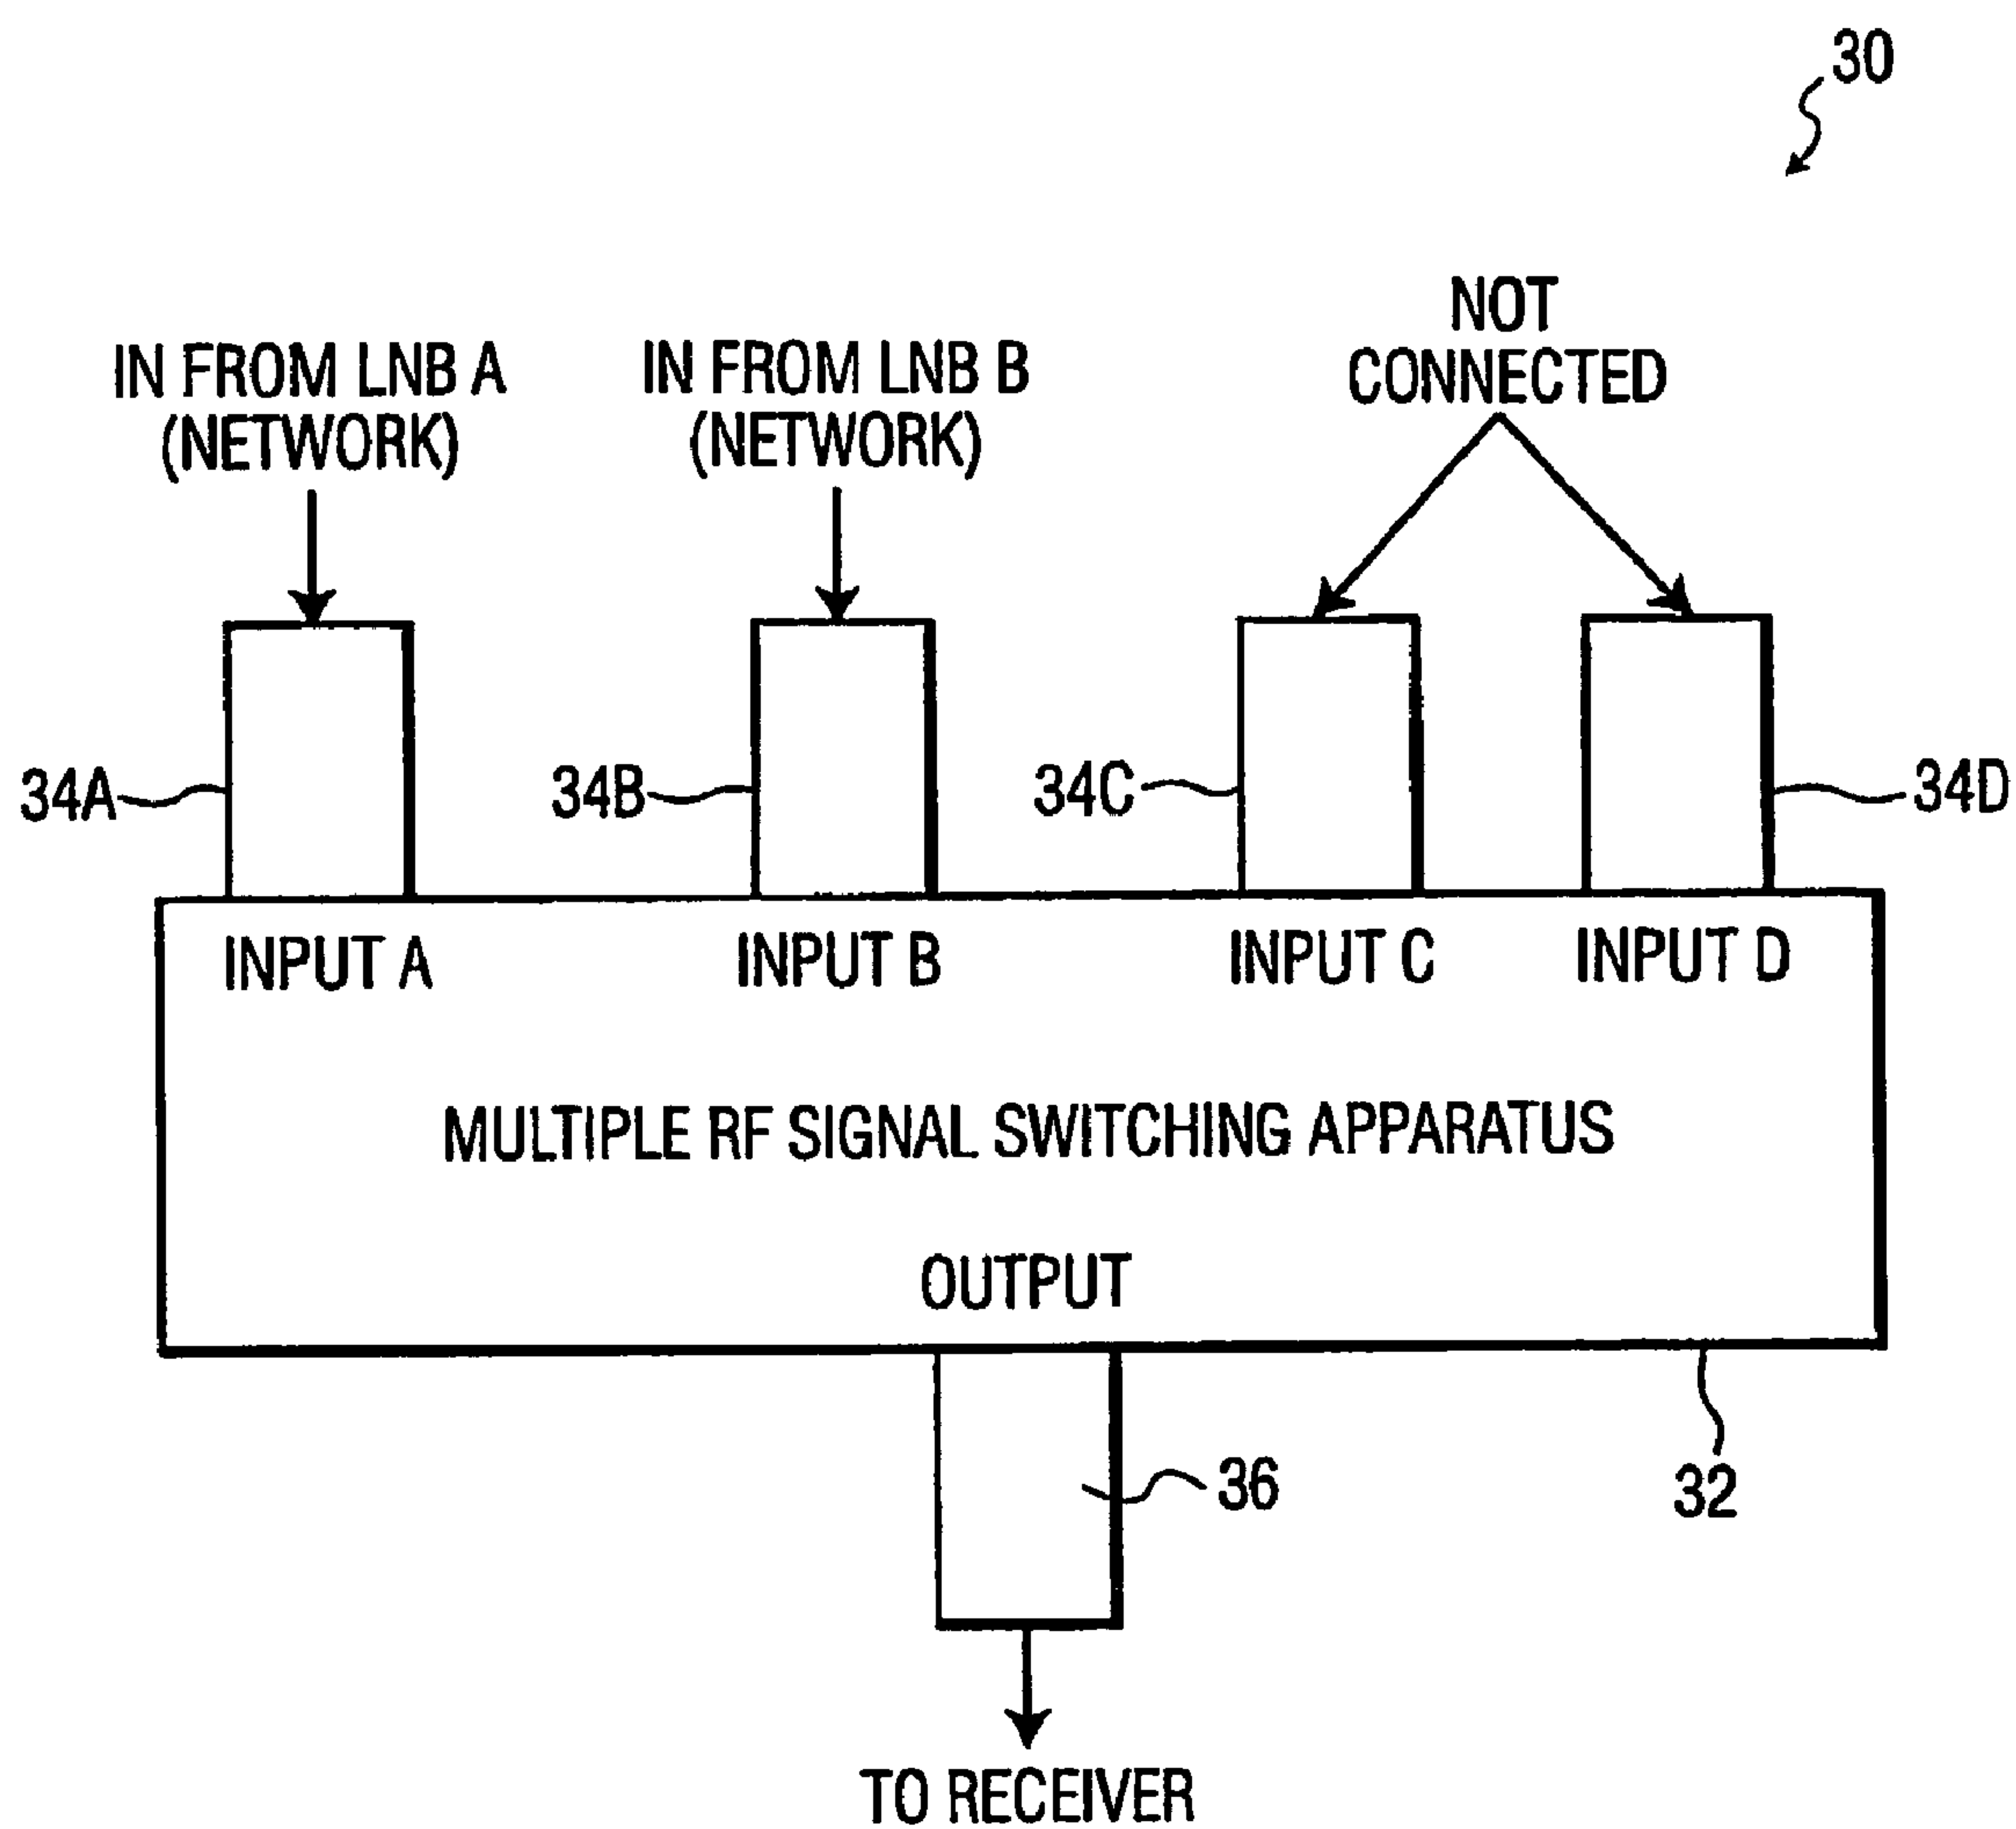 30
NOT
CONNECTED
IN FROM LNB A
(NETWORK)
IN FROM LNB B
(NETWORK)
34A
34B
34C
34D
INPUT A
INPUT B
INPUT C
INPUT D
MULTIPLE RF SIGNAL SWITCHING APPARATUS
OUTPUT
36
32
TO RECEIVER